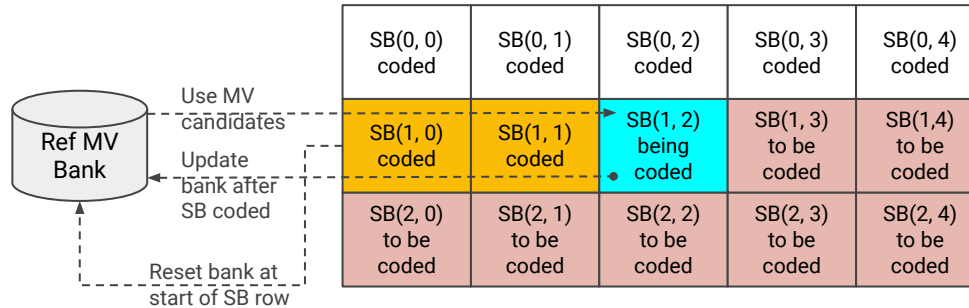 SB(0, 0)
coded
SB(0, 1)
coded
SB(0, 2)
coded
SB(0, 3)
coded
SB(0, 4)
coded
Use MV
candidates
Ref MV
Bank
Update
bank after
SB coded
Reset bank at
start of SB row
SB(1, 0)
coded
SB(1, 1)
coded
SB(1, 2)
being
coded
SB(1, 3)
to be
coded
SB(1,4)
to be
coded
SB(2, 0)
to be
coded
SB(2, 1)
to be
coded
SB(2, 2)
to be
coded
SB(2, 3)
to be
coded
SB(2, 4)
to be
coded